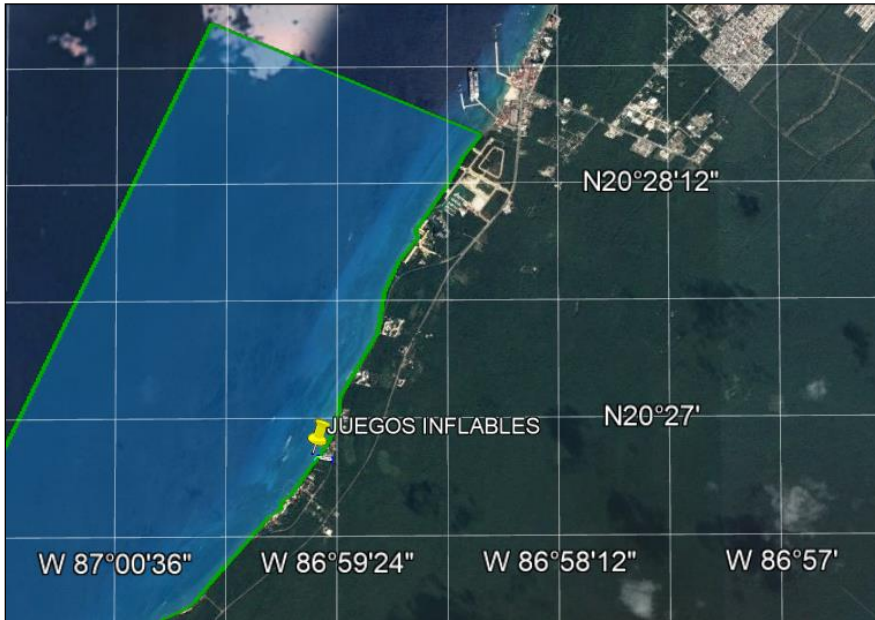 N20°28'12"
JUEGOS INFLABLES
N20°27'
W 87°00'36"
W 86°59'24"
W 86°58'12"
W 86°57'